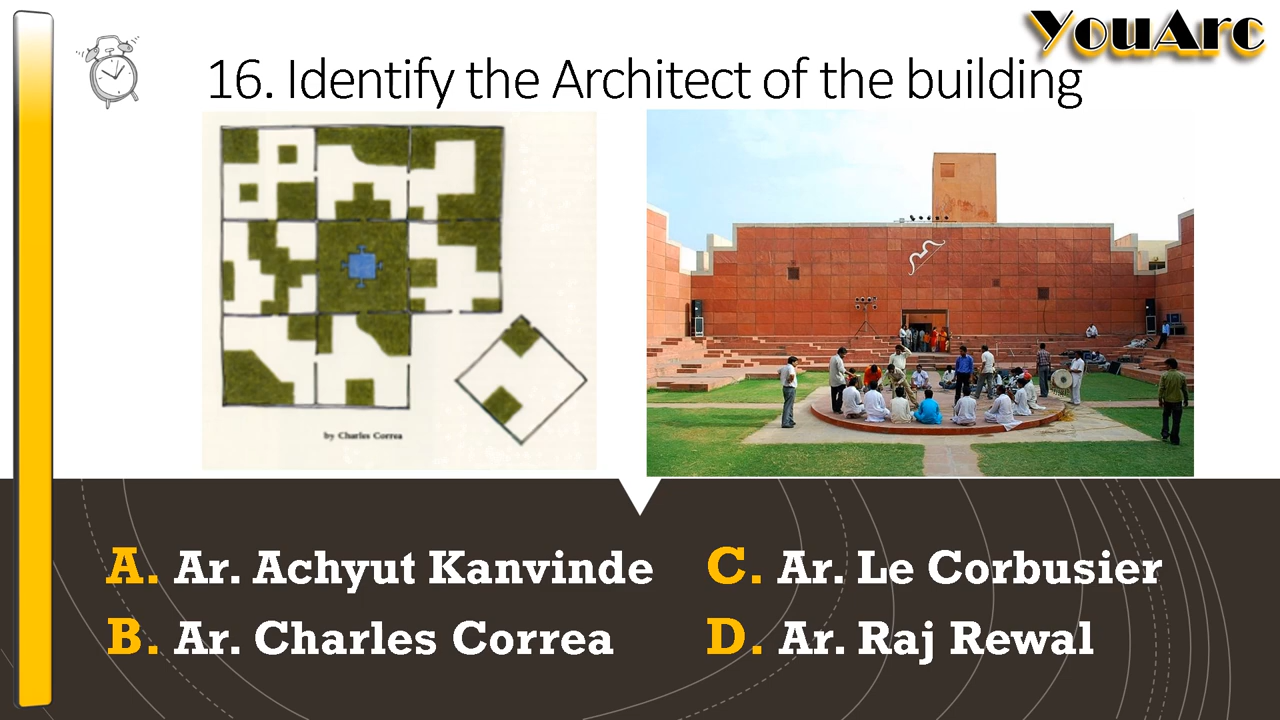 YouArc
16. Identify the Architect of the building
by Charles Correa
A. Ar. Achyut Kanvinde
B. Ar. Charles Correa
C. Ar. Le Corbusier
D. Ar. Raj Rewal